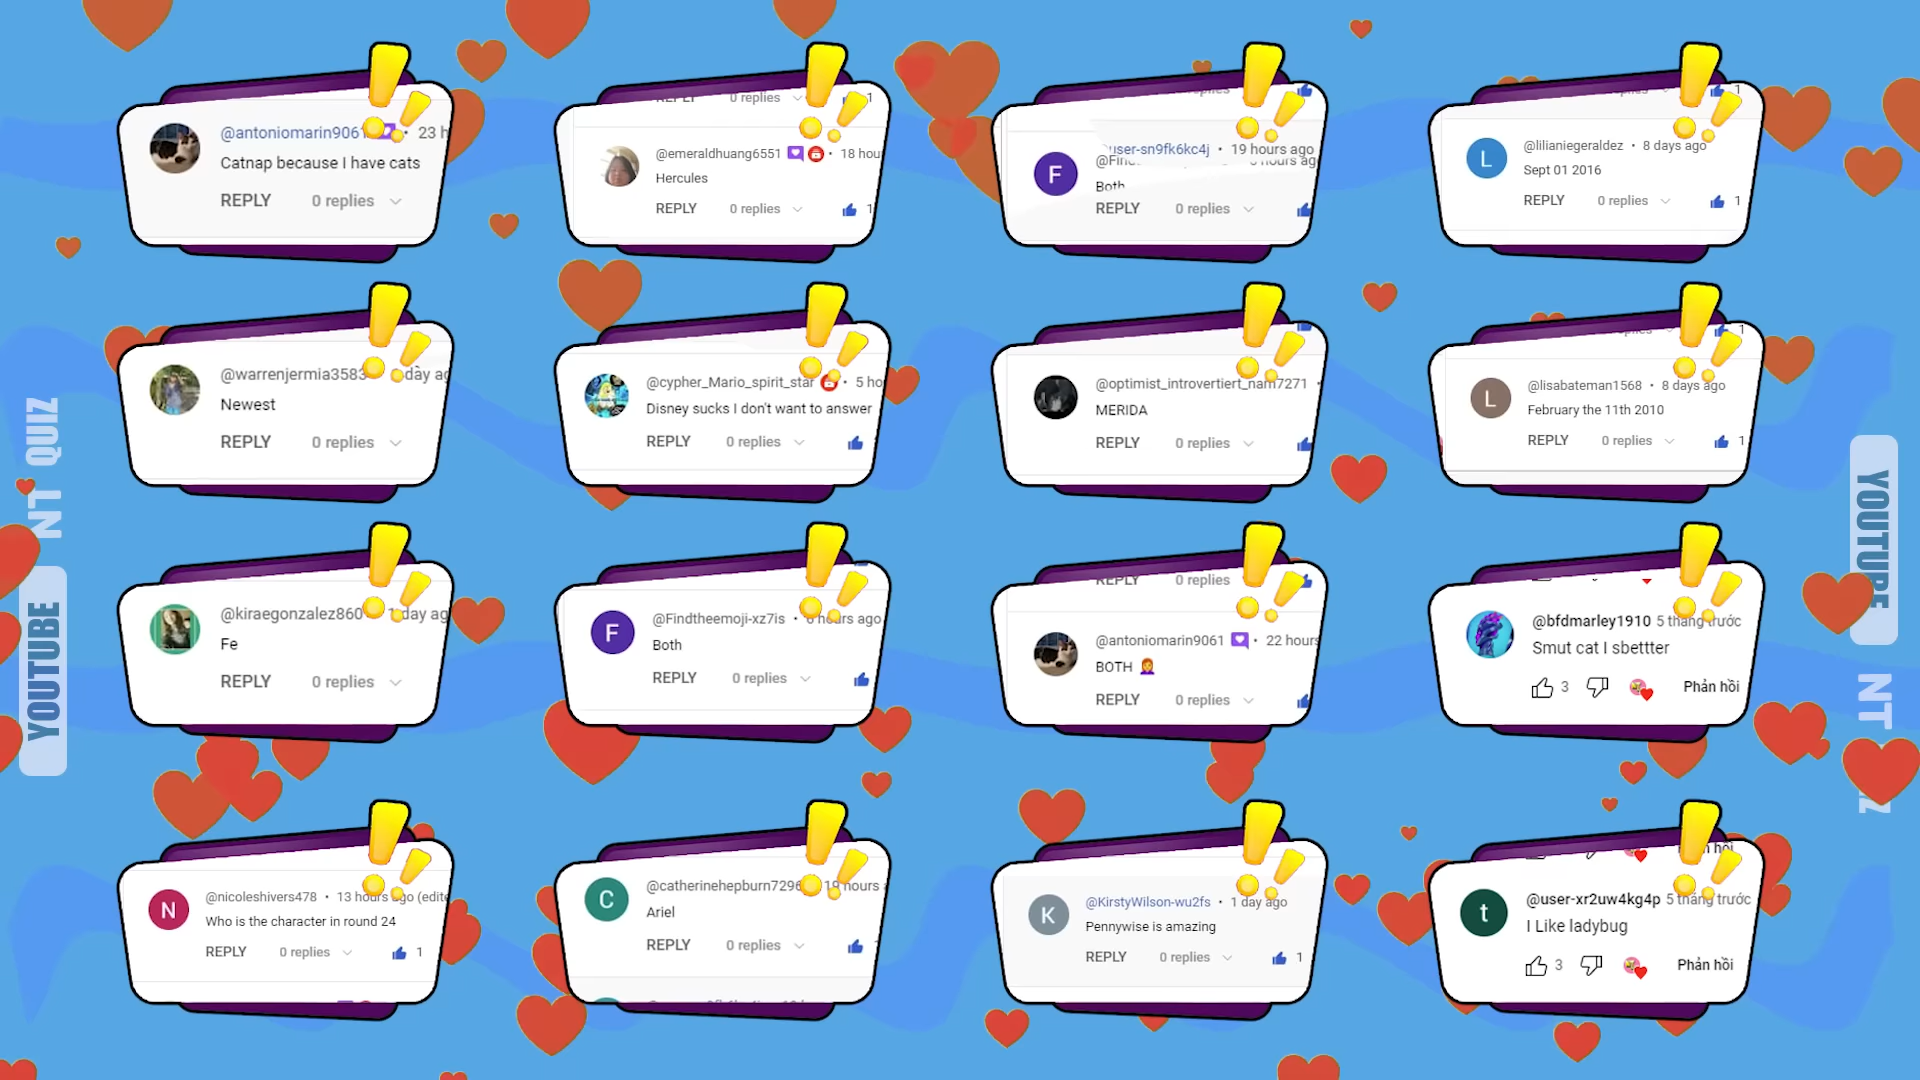 @antoniomarin9061 • 23 h
Catnap because I have cats
REPLY 0 replies
REPLY 0 replies 1
@emeraldhuang6551 • 18 hou
Hercules
REPLY 0 replies 1
user-sn9fk6kc4j • 19 hours ago
Both
REPLY 0 replies
@lilianiegeraldez • 8 days ago
Sept 01 2016
REPLY 0 replies 1
@warrenjermia3583 day ag
Newest
REPLY 0 replies
@cypher_Mario_spirit_star • 5 ho
Disney sucks I don't want to answer
REPLY 0 replies
@optimist_introvertiert_nam7271 •
MERIDA
REPLY 0 replies
@lisabateman1568 • 8 days ago
February the 11th 2010
REPLY 0 replies 1
@kiraegonzalez860 1 day ag
Fe
REPLY 0 replies
@Findtheemoji-xz7is • 6 hours ago
Both
REPLY 0 replies
REPLY 0 replies
@antoniomarin9061 • 22 hours
BOTH
REPLY 0 replies
@bfdmarley1910 5 tháng trước
Smut cat I sbettter
3 Phản hồi
@nicoleshivers478 • 13 hours ago (edite
Who is the character in round 24
REPLY 0 replies 1
@catherinehepburn7296 19 hours
Ariel
REPLY 0 replies
@KirstyWilson-wu2fs • 1 day ago
Pennywise is amazing
REPLY 0 replies 1
@user-xr2uw4kg4p 5 tháng trước
I Like ladybug
3 Phản hồi
YOUTUBE NT QUIZ
YOUTUBE NT